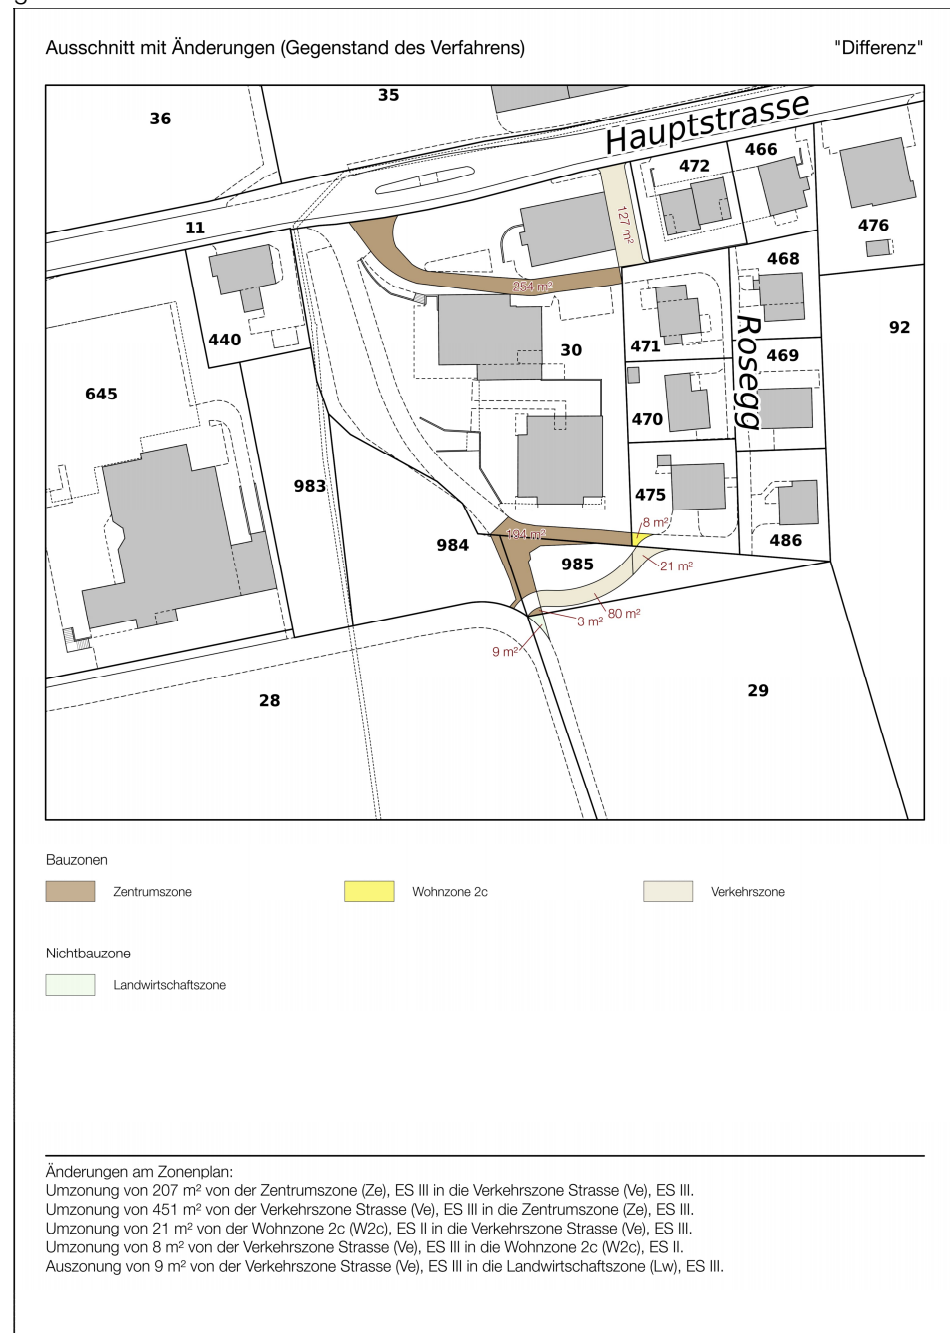 Ausschnitt mit Änderungen (Gegenstand des Verfahrens) "Differenz"
35
36
Hauptstrasse
466
472
11
476
127 m²
468
254 m²
440
30
471
Rosegg
92
469
645
470
983
475
8 m²
194 m²
984
985
486
21 m²
80 m²
3 m²
9 m²
28
29
Bauzonen
Zentrumszone Wohnzone 2c Verkehrszone
Nichtbauzone
Landwirtschaftszone
Änderungen am Zonenplan:
Umzonung von 207 m² von der Zentrumszone (Ze), ES III in die Verkehrszone Strasse (Ve), ES III.
Umzonung von 451 m² von der Verkehrszone Strasse (Ve), ES III in die Zentrumszone (Ze), ES III.
Umzonung von 21 m² von der Wohnzone 2c (W2c), ES II in die Verkehrszone Strasse (Ve), ES III.
Umzonung von 8 m² von der Verkehrszone Strasse (Ve), ES III in die Wohnzone 2c (W2c), ES II.
Auszonung von 9 m² von der Verkehrszone Strasse (Ve), ES III in die Landwirtschaftszone (Lw), ES III.